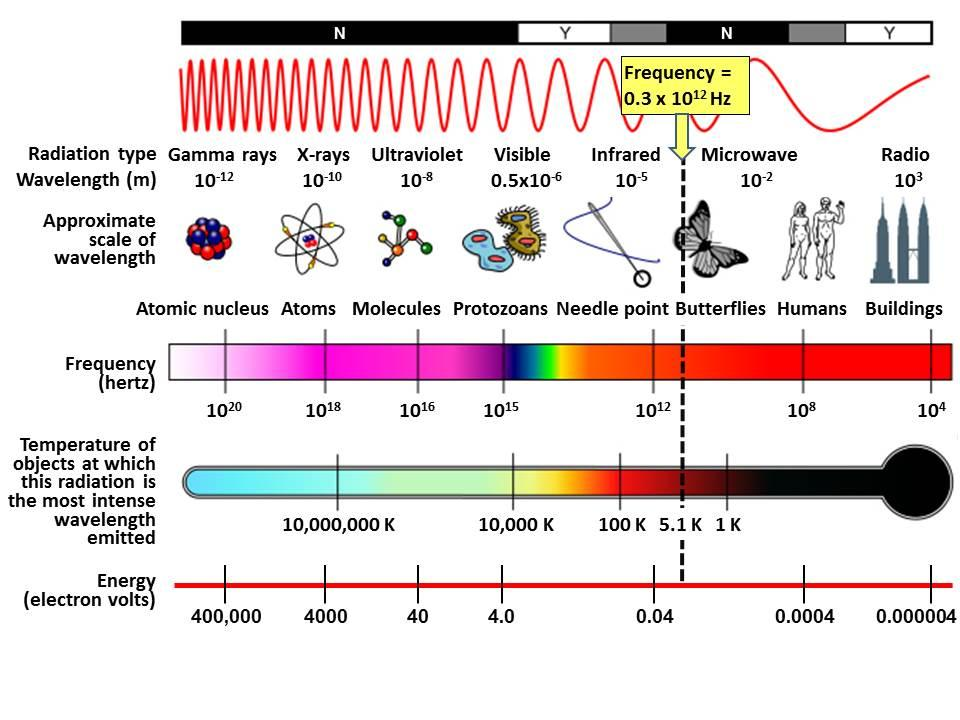 N Y N Y
Frequency =
0.3 x 10¹² Hz
Radiation type Gamma rays X-rays Ultraviolet Visible Infrared Microwave Radio
Wavelength (m) 10⁻¹² 10⁻¹⁰ 10⁻⁸ 0.5x10⁻⁶ 10⁻⁵ 10⁻² 10³
Approximate
scale of
wavelength
Atomic nucleus Atoms Molecules Protozoans Needle point Butterflies Humans Buildings
Frequency
(hertz)
10²⁰ 10¹⁸ 10¹⁶ 10¹⁵ 10¹² 10⁸ 10⁴
Temperature of
objects at which
this radiation is
the most intense
wavelength
emitted
10,000,000 K 10,000 K 100 K 5.1 K 1 K
Energy
(electron volts)
400,000 4000 40 4.0 0.04 0.0004 0.000004